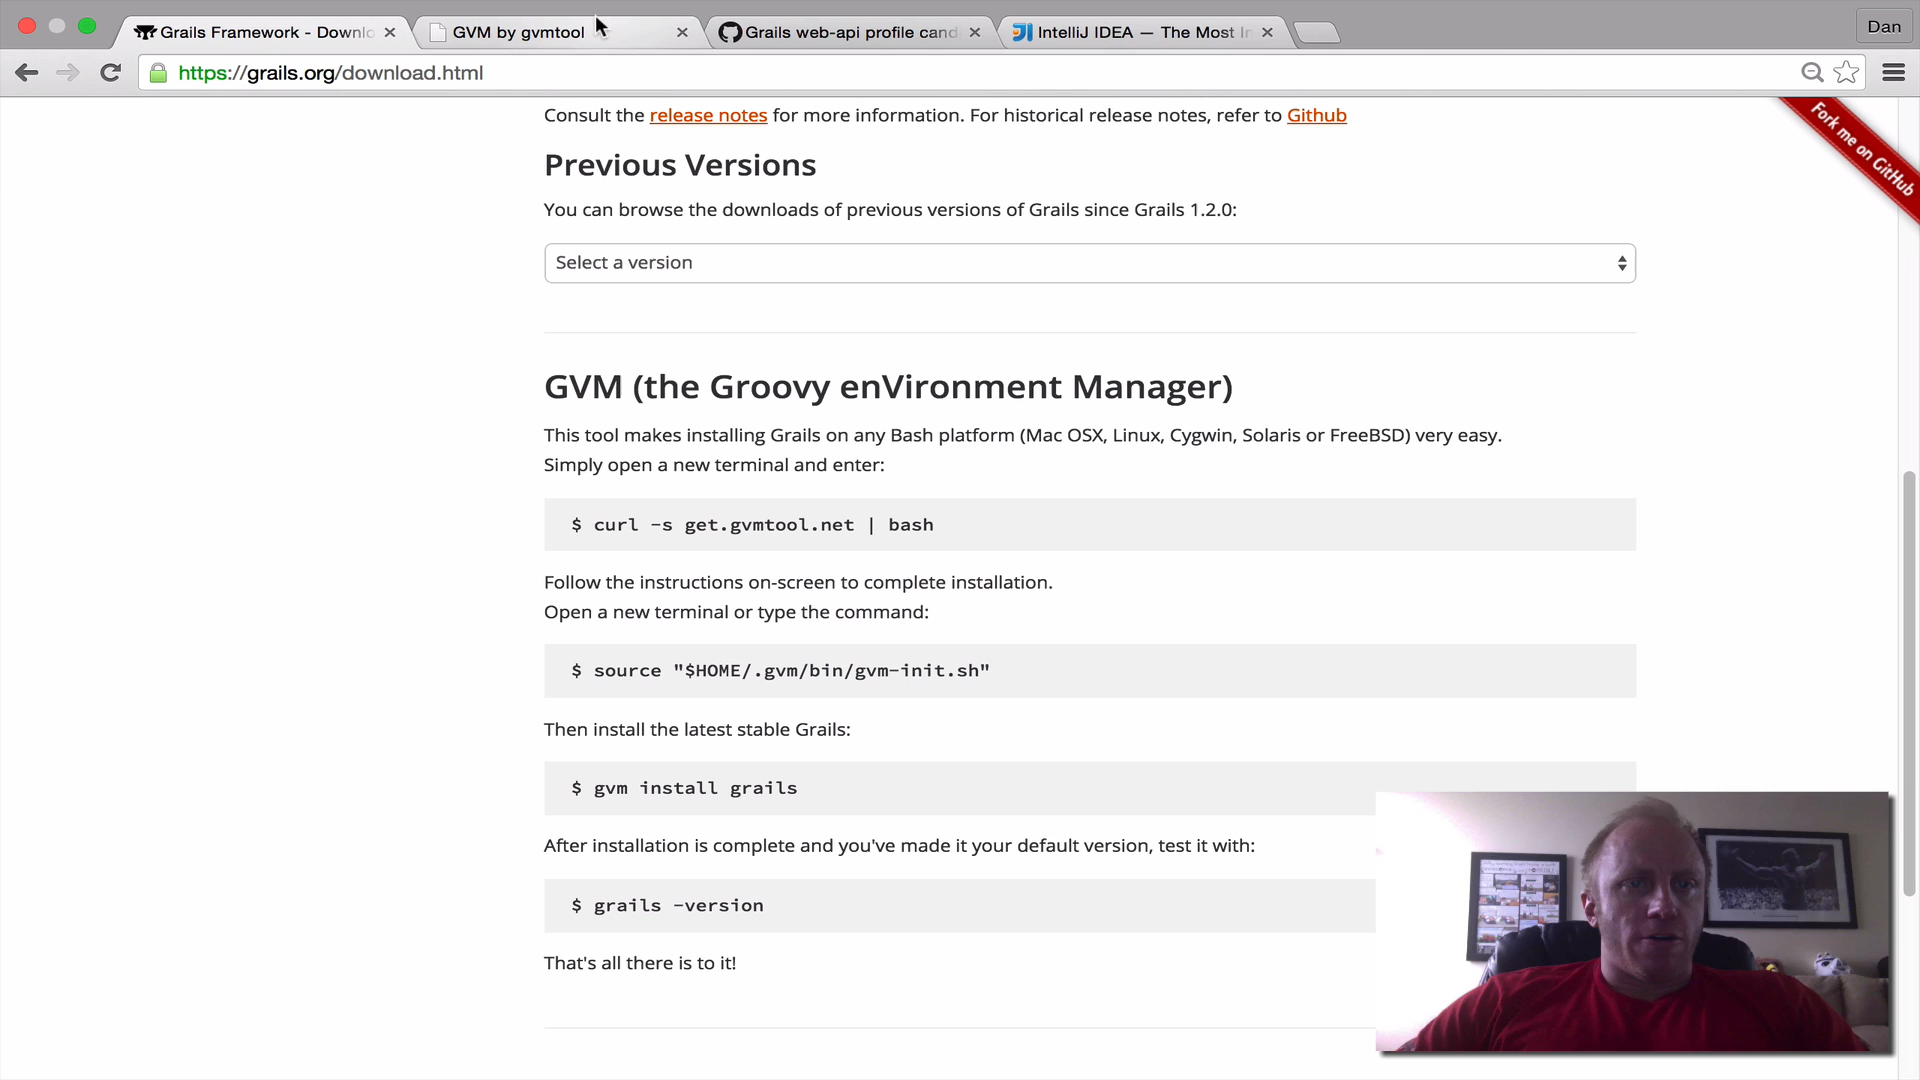 Grails Framework - Downlo
GVM by gvmtool
Grails web-api profile cand
IntelliJ IDEA — The Most In
Dan
https://grails.org/download.html
Consult the release notes for more information. For historical release notes, refer to Github
Fork me on GitHub
Previous Versions
You can browse the downloads of previous versions of Grails since Grails 1.2.0:
Select a version
GVM (the Groovy enVironment Manager)
This tool makes installing Grails on any Bash platform (Mac OSX, Linux, Cygwin, Solaris or FreeBSD) very easy.
Simply open a new terminal and enter:
$ curl -s get.gvmtool.net | bash
Follow the instructions on-screen to complete installation.
Open a new terminal or type the command:
$ source "$HOME/.gvm/bin/gvm-init.sh"
Then install the latest stable Grails:
$ gvm install grails
After installation is complete and you've made it your default version, test it with:
$ grails -version
That's all there is to it!